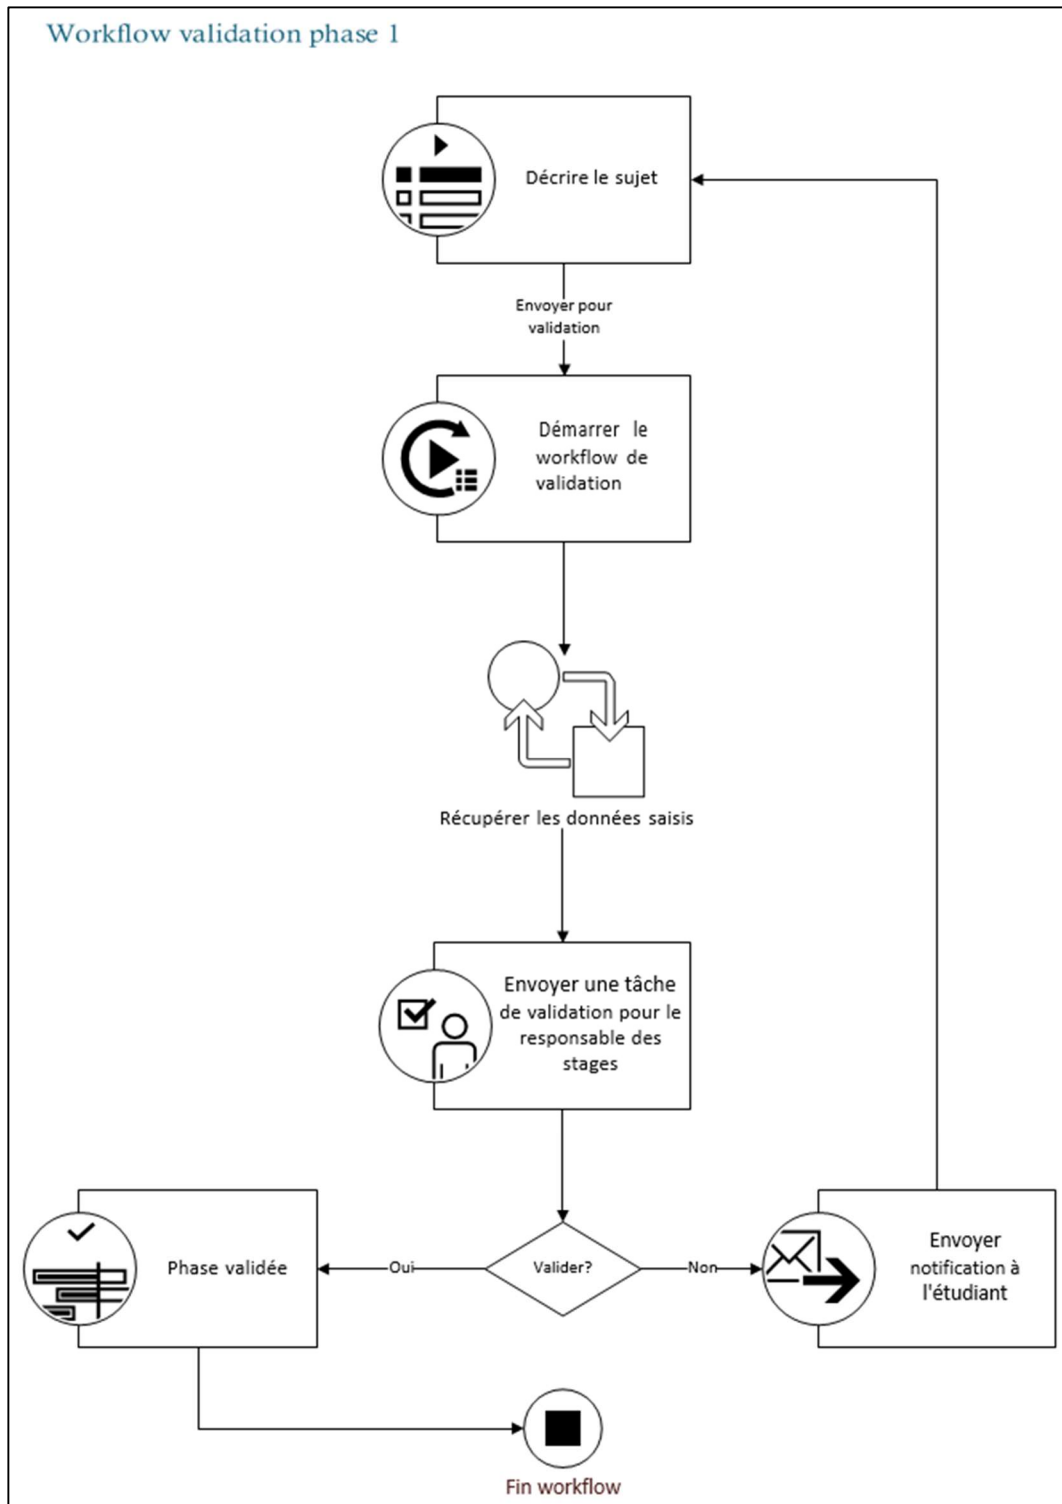 Workflow validation phase 1
Décrire le sujet
Envoyer pour
validation
Démarrer le
workflow de
validation
Récupérer les données saisis
Envoyer une tâche
de validation pour le
responsable des
stages
Phase validée
Oui
Valider?
Non
Envoyer
notification à
l'étudiant
Fin workflow